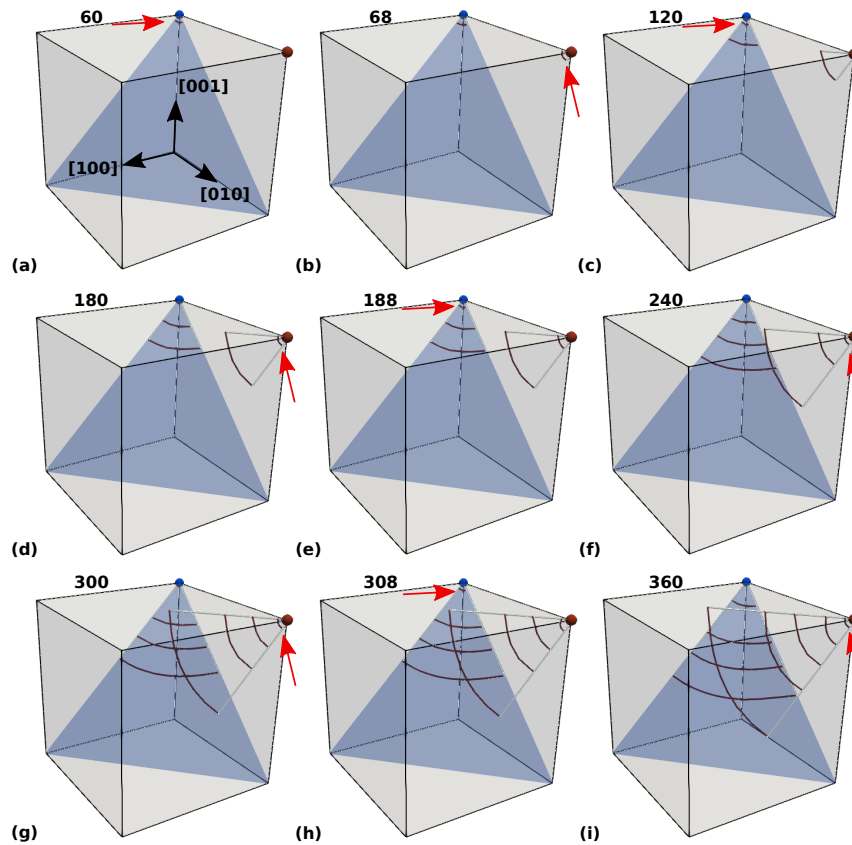 60
68
120
[001]
[100]
[010]
(a)
(b)
(c)
180
188
240
(d)
(e)
(f)
300
308
360
(g)
(h)
(i)